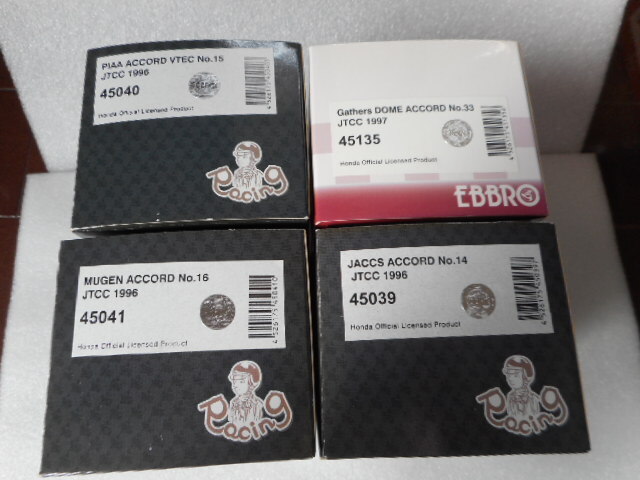 PIAA ACCORD VTEC No.15
JTCC 1996
45040
Honda Official Licensed Product
Racing
Gathers DOME ACCORD No.33
JTCC 1997
45135
Honda Official Licensed Product
EBBRO
MUGEN ACCORD No.16
JTCC 1996
45041
Honda Official Licensed Product
Racing
JACCS ACCORD No.14
JTCC 1996
45039
Honda Official Licensed Product
Racing